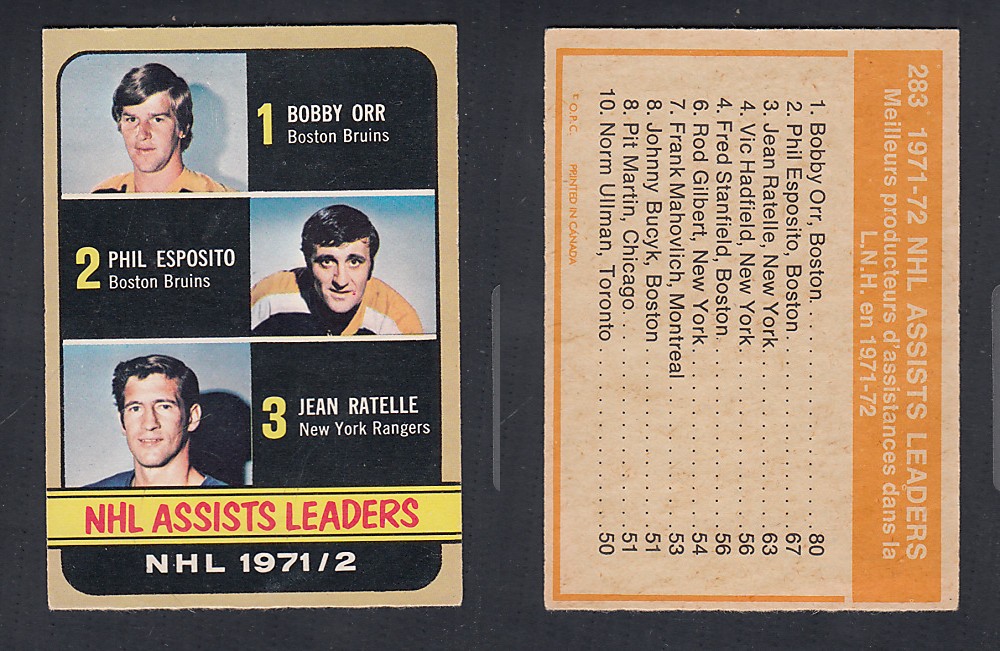 1 BOBBY ORR
Boston Bruins
2 PHIL ESPOSITO
Boston Bruins
3 JEAN RATELLE
New York Rangers
NHL ASSISTS LEADERS
NHL 1971/2
283 1971-72 NHL ASSISTS LEADERS
Meilleurs producteurs d'assistances dans la
L.N.H. en 1971-72
1. Bobby Orr, Boston 80
2. Phil Esposito, Boston 67
3. Jean Ratelle, New York 63
4. Vic Hadfield, New York 56
4. Fred Stanfield, Boston 56
6. Rod Gilbert, New York 54
7. Frank Mahovlich, Montreal 53
8. Johnny Bucyk, Boston 51
8. Pit Martin, Chicago 51
10. Norm Ullman, Toronto 50
© O.P.C. PRINTED IN CANADA